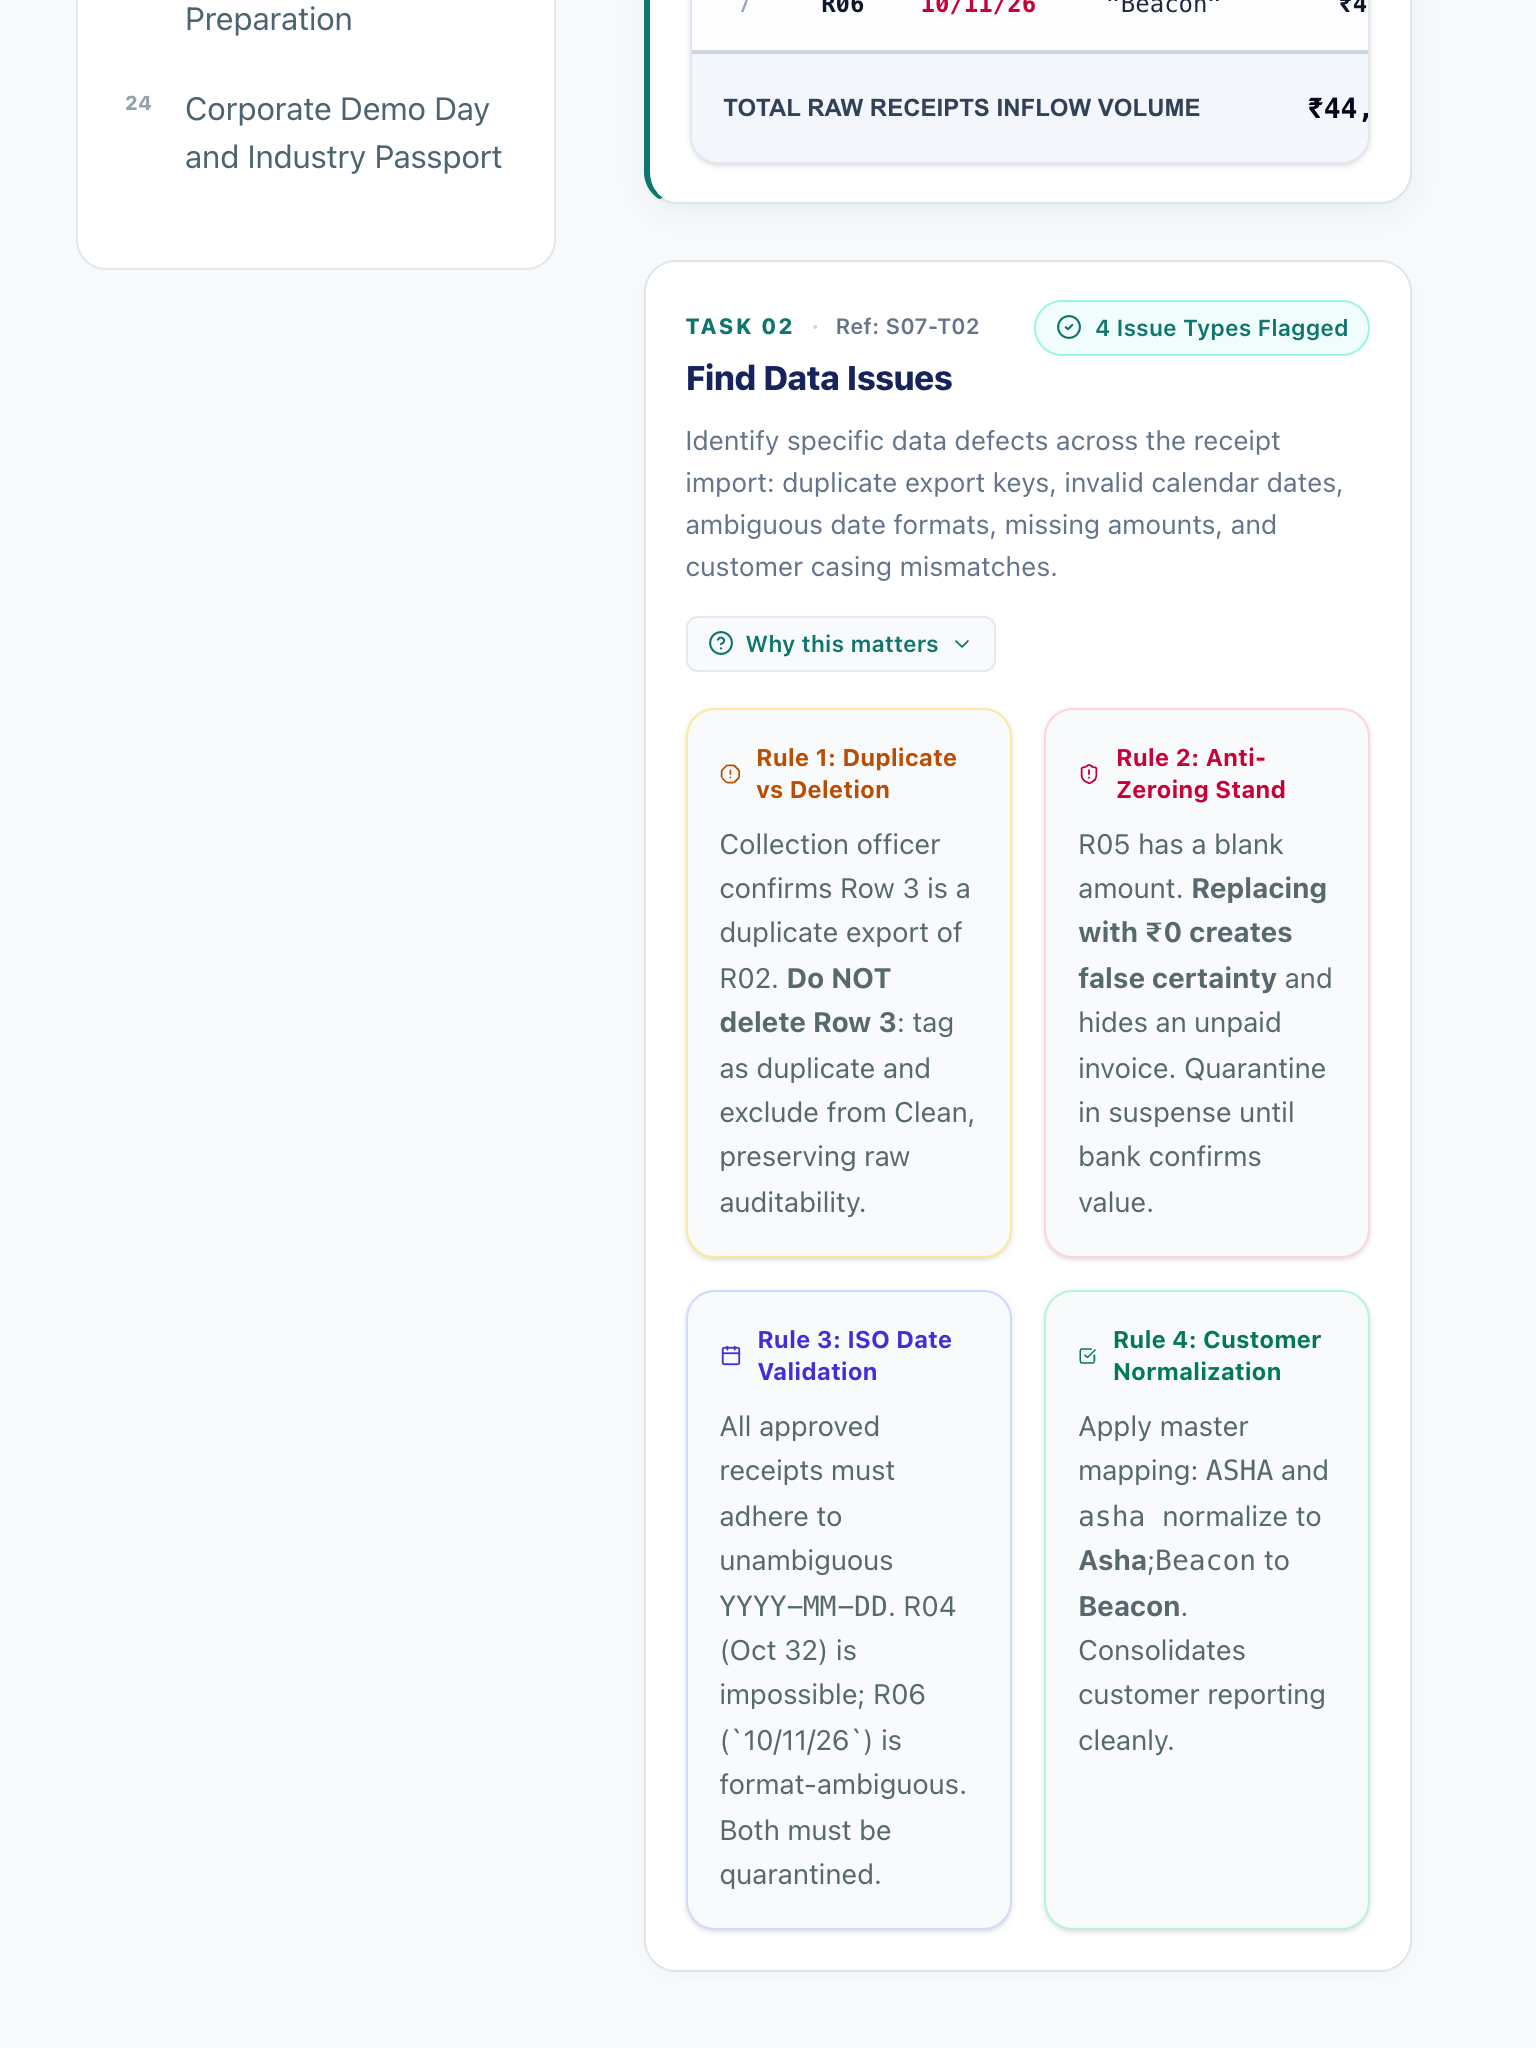 Preparation
24
Corporate Demo Day
and Industry Passport
7 R06 10/11/26 "Beacon" ₹4
TOTAL RAW RECEIPTS INFLOW VOLUME ₹44,
TASK 02 · Ref: S07-T02
4 Issue Types Flagged
Find Data Issues
Identify specific data defects across the receipt
import: duplicate export keys, invalid calendar dates,
ambiguous date formats, missing amounts, and
customer casing mismatches.
Why this matters
Rule 1: Duplicate
vs Deletion
Collection officer
confirms Row 3 is a
duplicate export of
R02. Do NOT
delete Row 3: tag
as duplicate and
exclude from Clean,
preserving raw
auditability.
Rule 2: Anti-
Zeroing Stand
R05 has a blank
amount. Replacing
with ₹0 creates
false certainty and
hides an unpaid
invoice. Quarantine
in suspense until
bank confirms
value.
Rule 3: ISO Date
Validation
All approved
receipts must
adhere to
unambiguous
YYYY-MM-DD. R04
(Oct 32) is
impossible; R06
(`10/11/26`) is
format-ambiguous.
Both must be
quarantined.
Rule 4: Customer
Normalization
Apply master
mapping: ASHA and
asha normalize to
Asha;Beacon to
Beacon.
Consolidates
customer reporting
cleanly.